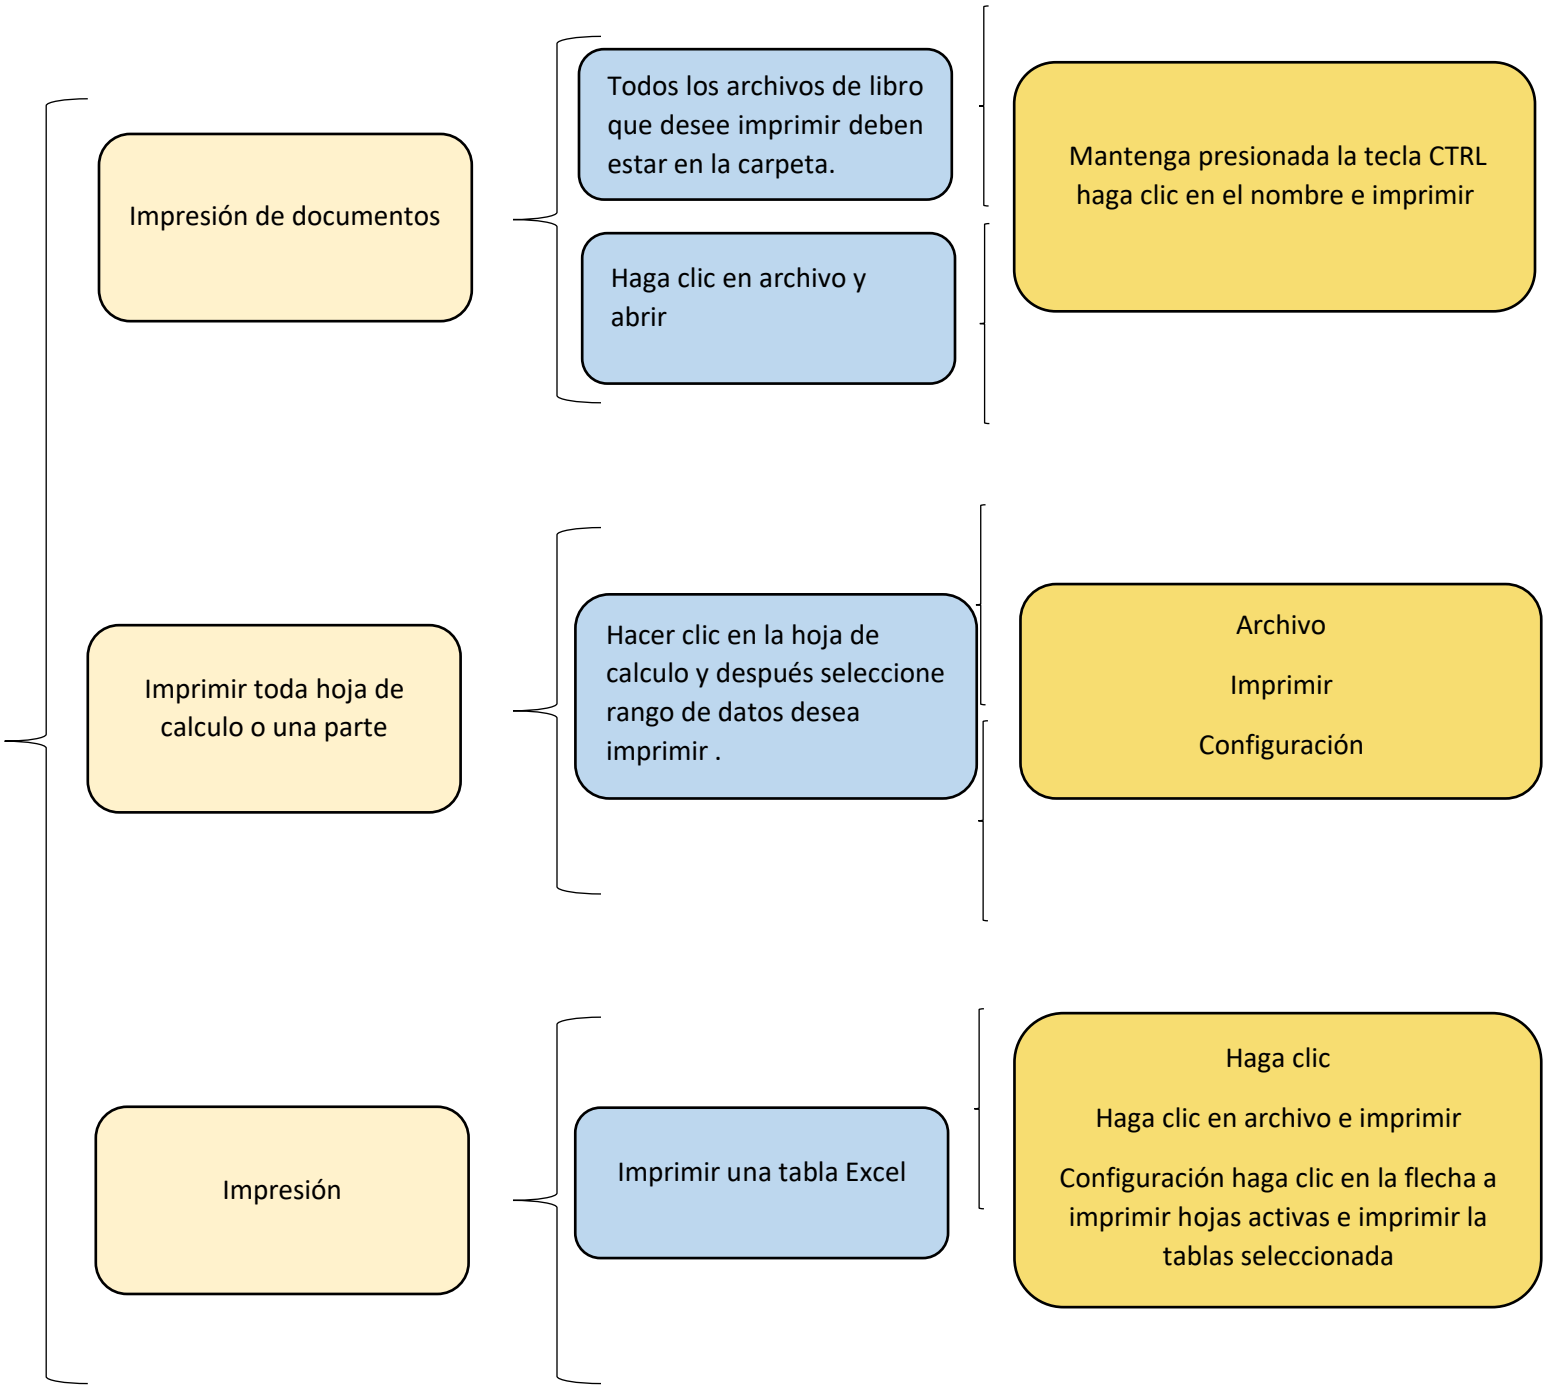 Impresión de documentos
Todos los archivos de libro
que desee imprimir deben
estar en la carpeta.
Haga clic en archivo y
abrir
Mantenga presionada la tecla CTRL
haga clic en el nombre e imprimir
Imprimir toda hoja de
calculo o una parte
Hacer clic en la hoja de
calculo y después seleccione
rango de datos desea
imprimir .
Archivo
Imprimir
Configuración
Impresión
Imprimir una tabla Excel
Haga clic
Haga clic en archivo e imprimir
Configuración haga clic en la flecha a
imprimir hojas activas e imprimir la
tablas seleccionada